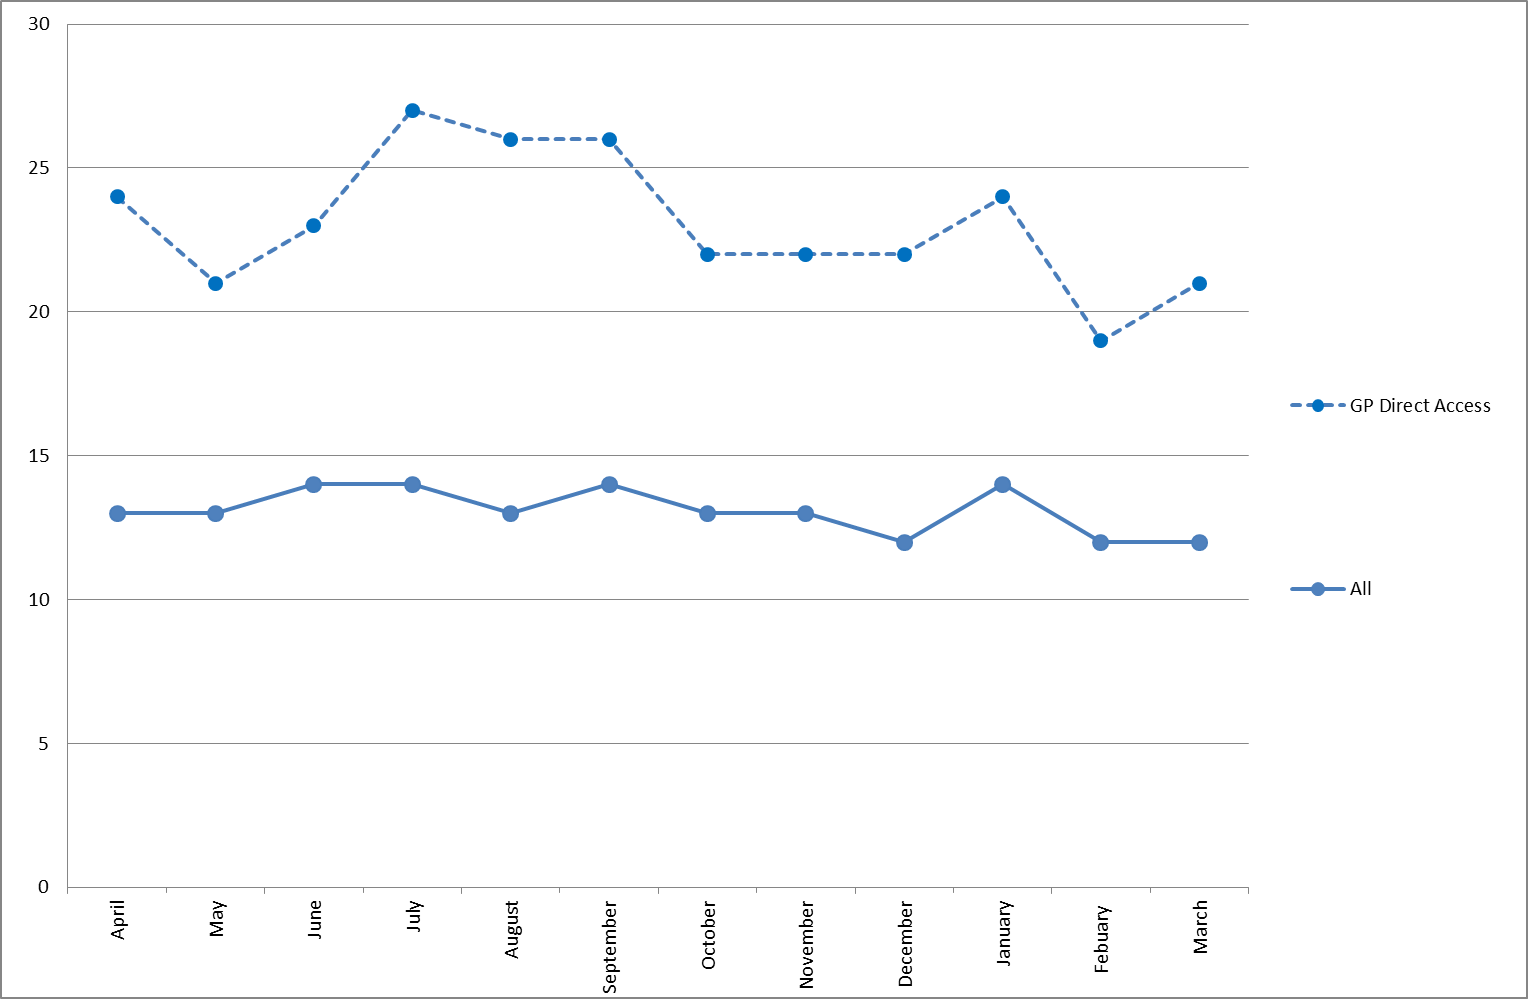 30
25
20
15
10
5
0
April
May
June
July
August
September
October
November
December
January
Febuary
March
GP Direct Access
All